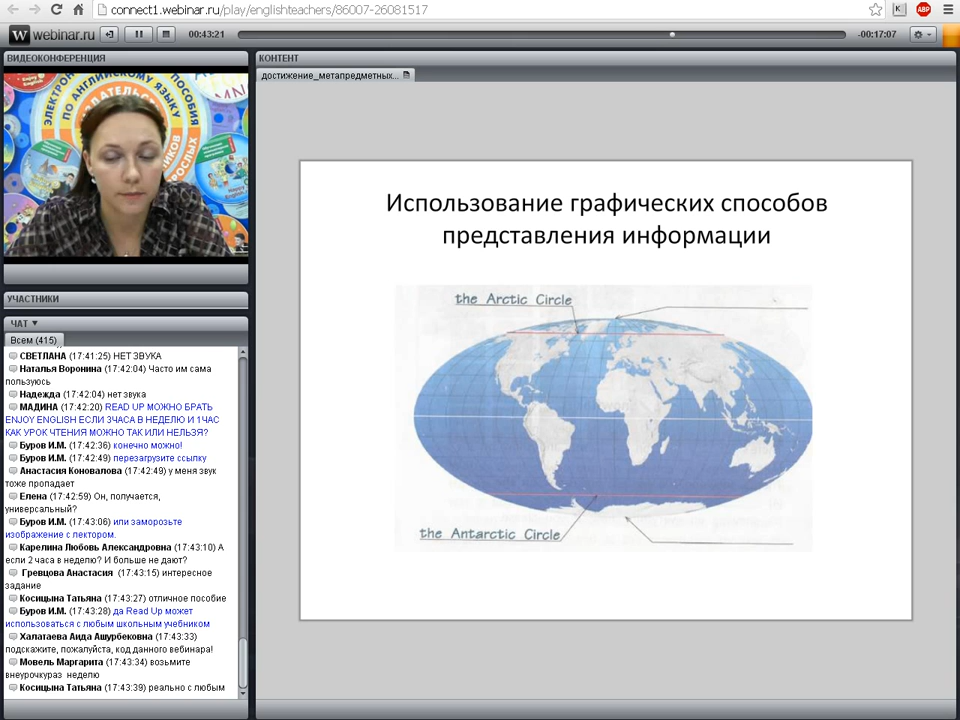 connect1.webinar.ru/play/englishteachers/86007-26081517
K
ABP
W webinar.ru
00:43:21
-00:17:07
ВИДЕОКОНФЕРЕНЦИЯ
ЭЛЕКТРОН
ПОСОБИЯ
ПО АНГЛИЙСКОМУ ЯЗЫКУ
УЧАСТНИКИ
ЧАТ ▼
Всем (415)
СВЕТЛАНА (17:41:25) НЕТ ЗВУКА
Наталья Воронина (17:42:04) Часто им сама
пользуюсь
Надежда (17:42:04) нет звука
МАДИНА (17:42:20) READ UP МОЖНО БРАТЬ
ENJOY ENGLISH ЕСЛИ 3ЧАСА В НЕДЕЛЮ И 1ЧАС
КАК УРОК ЧТЕНИЯ МОЖНО ТАК ИЛИ НЕЛЬЗЯ?
Буров И.М. (17:42:36) конечно можно!
Буров И.М. (17:42:49) перезагрузите ссылку
Анастасия Коновалова (17:42:49) у меня звук
тоже пропадает
Елена (17:42:59) Он, получается,
универсальный?
Буров И.М. (17:43:06) или заморозьте
изображение с лектором.
Карелина Любовь Александровна (17:43:10) А
если 2 часа в неделю? И больше не дают?
Гревцова Анастасия (17:43:15) интересное
задание
Косицына Татьяна (17:43:27) отличное пособие
Буров И.М. (17:43:28) да Read Up может
использоваться с любым школьным учебником
Халатаева Аида Ашурбековна (17:43:33)
подскажите, пожалуйста, код данного вебинара!
Мовель Маргарита (17:43:34) возьмите
внеурочкураз неделю
Косицына Татьяна (17:43:39) реально с любым
КОНТЕНТ
достижение_метапредметных...
Использование графических способов
представления информации
the Arctic Circle
the Antarctic Circle